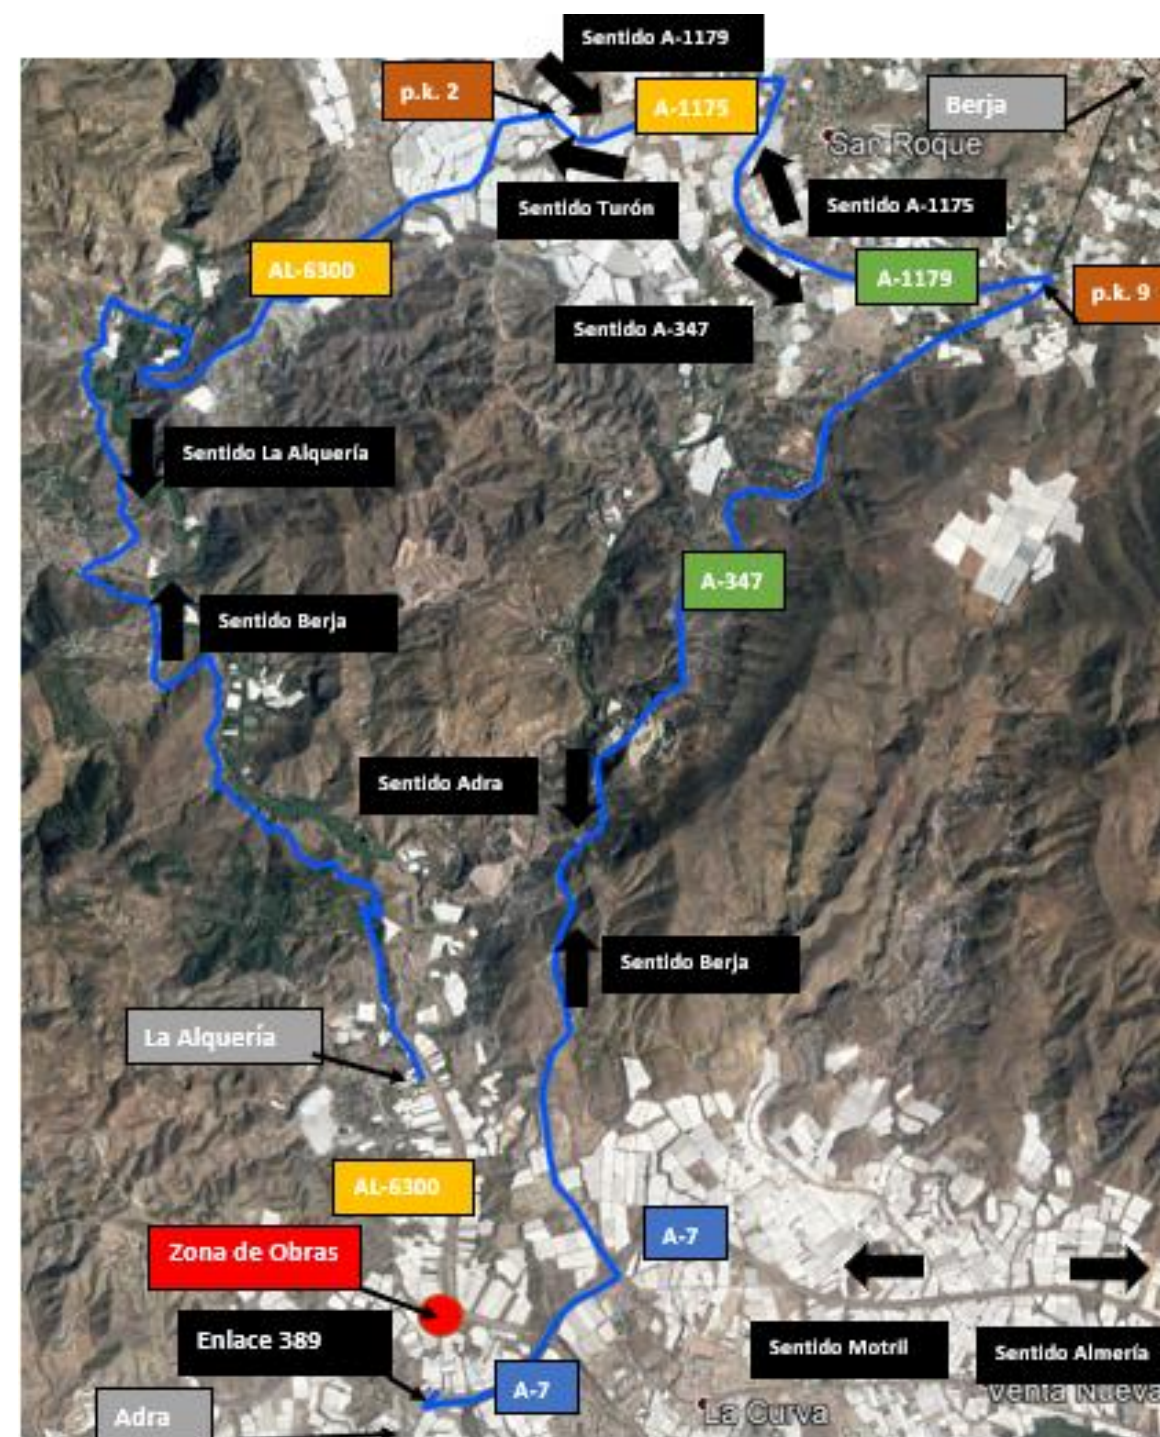 Sentido A-1179
p.k. 2
A-1175
Berja
San Roque
Sentido Turón
Sentido A-1175
AL-6300
A-1179
p.k. 9
Sentido A-347
Sentido La Alquería
A-347
Sentido Berja
Sentido Adra
Sentido Berja
La Alquería
AL-6300
A-7
Zona de Obras
Enlace 389
Sentido Motril
Sentido Almería
A-7
Venta Nueva
Adra
La Curva